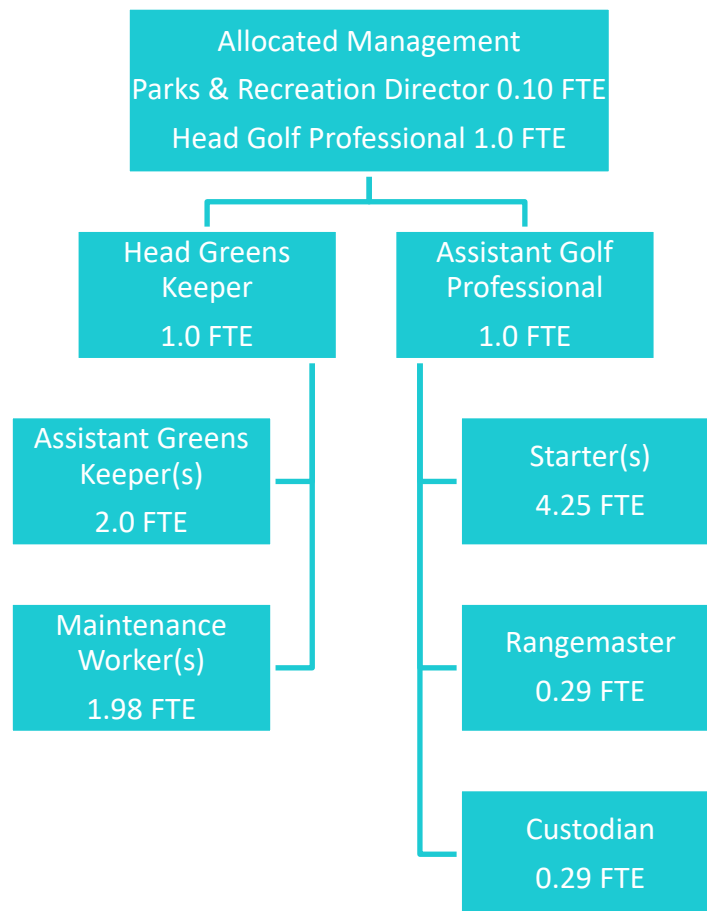 Allocated Management
Parks & Recreation Director 0.10 FTE
Head Golf Professional 1.0 FTE
Head Greens
Keeper
1.0 FTE
Assistant Golf
Professional
1.0 FTE
Assistant Greens
Keeper(s)
2.0 FTE
Starter(s)
4.25 FTE
Maintenance
Worker(s)
1.98 FTE
Rangemaster
0.29 FTE
Custodian
0.29 FTE